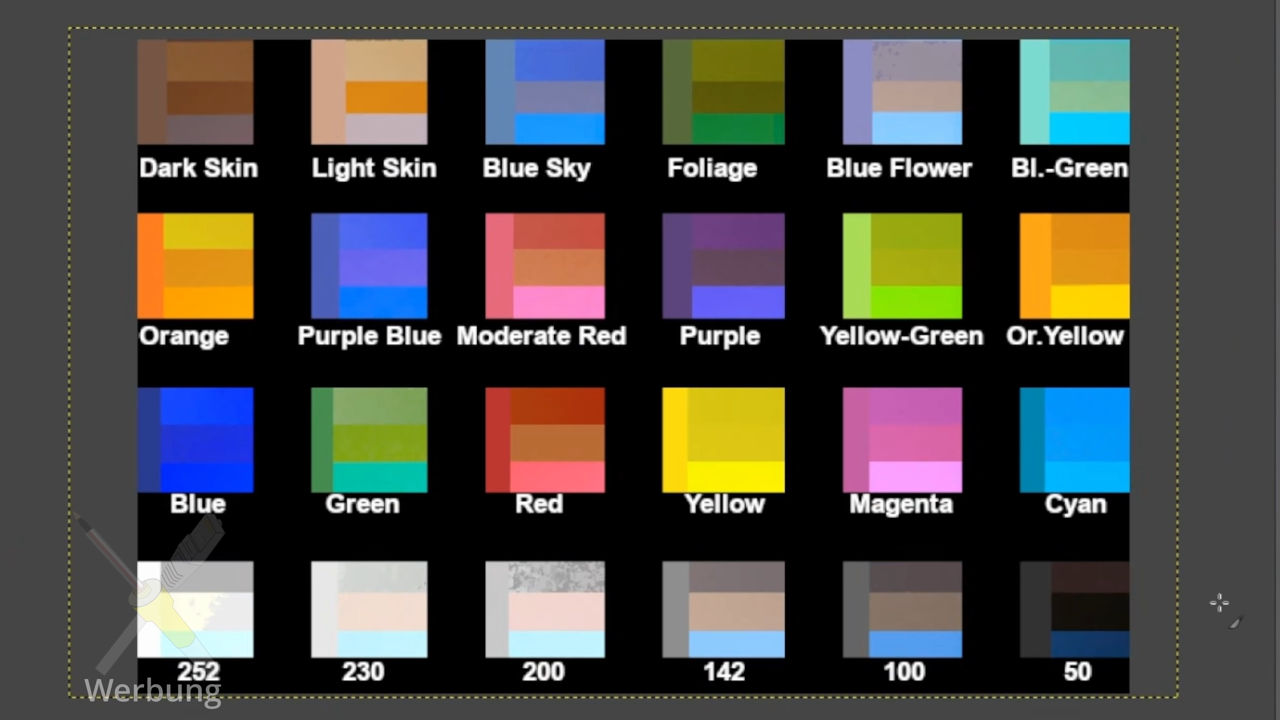 Dark Skin Light Skin Blue Sky Foliage Blue Flower Bl.-Green
Orange Purple Blue Moderate Red Purple Yellow-Green Or.Yellow
Blue Green Red Yellow Magenta Cyan
252 230 200 142 100 50
Werbung